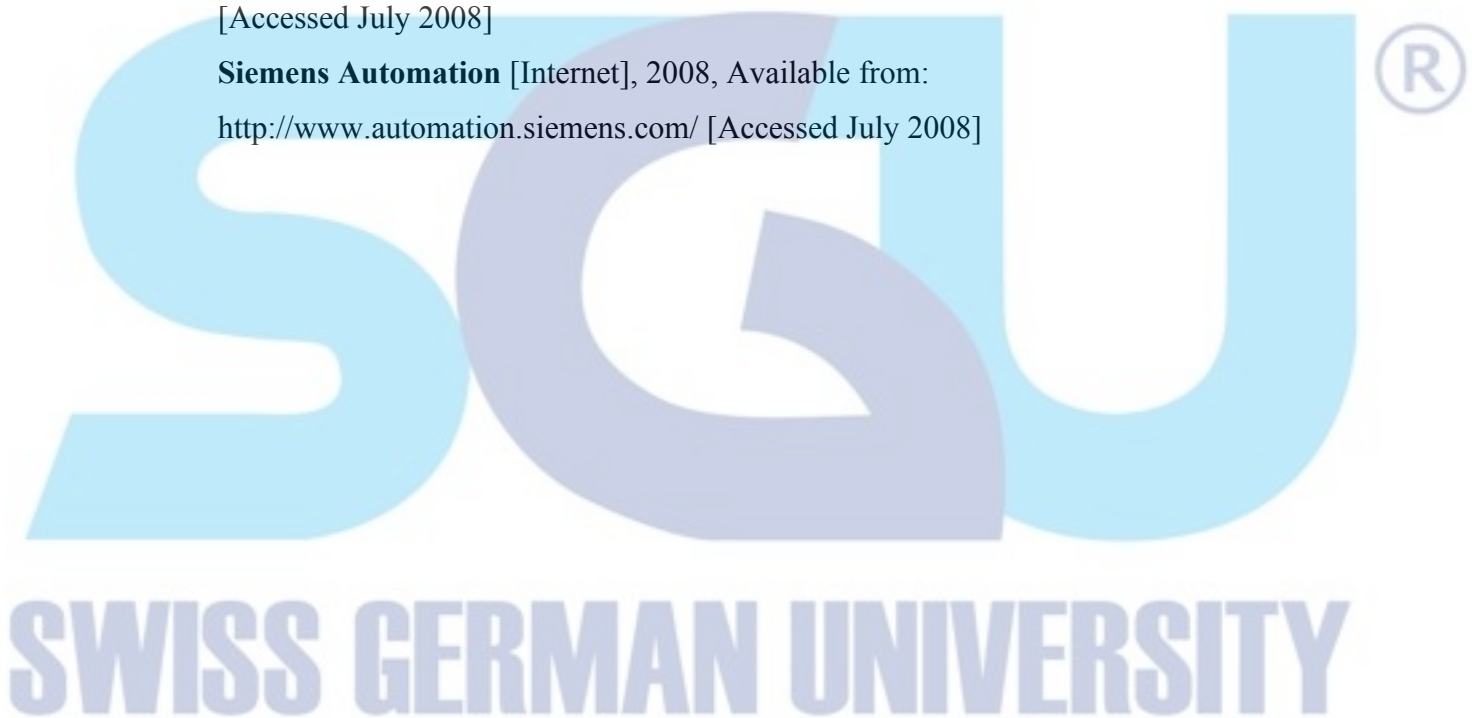 [Accessed July 2008]
Siemens Automation [Internet], 2008, Available from:
http://www.automation.siemens.com/ [Accessed July 2008]
SGU ®
SWISS GERMAN UNIVERSITY